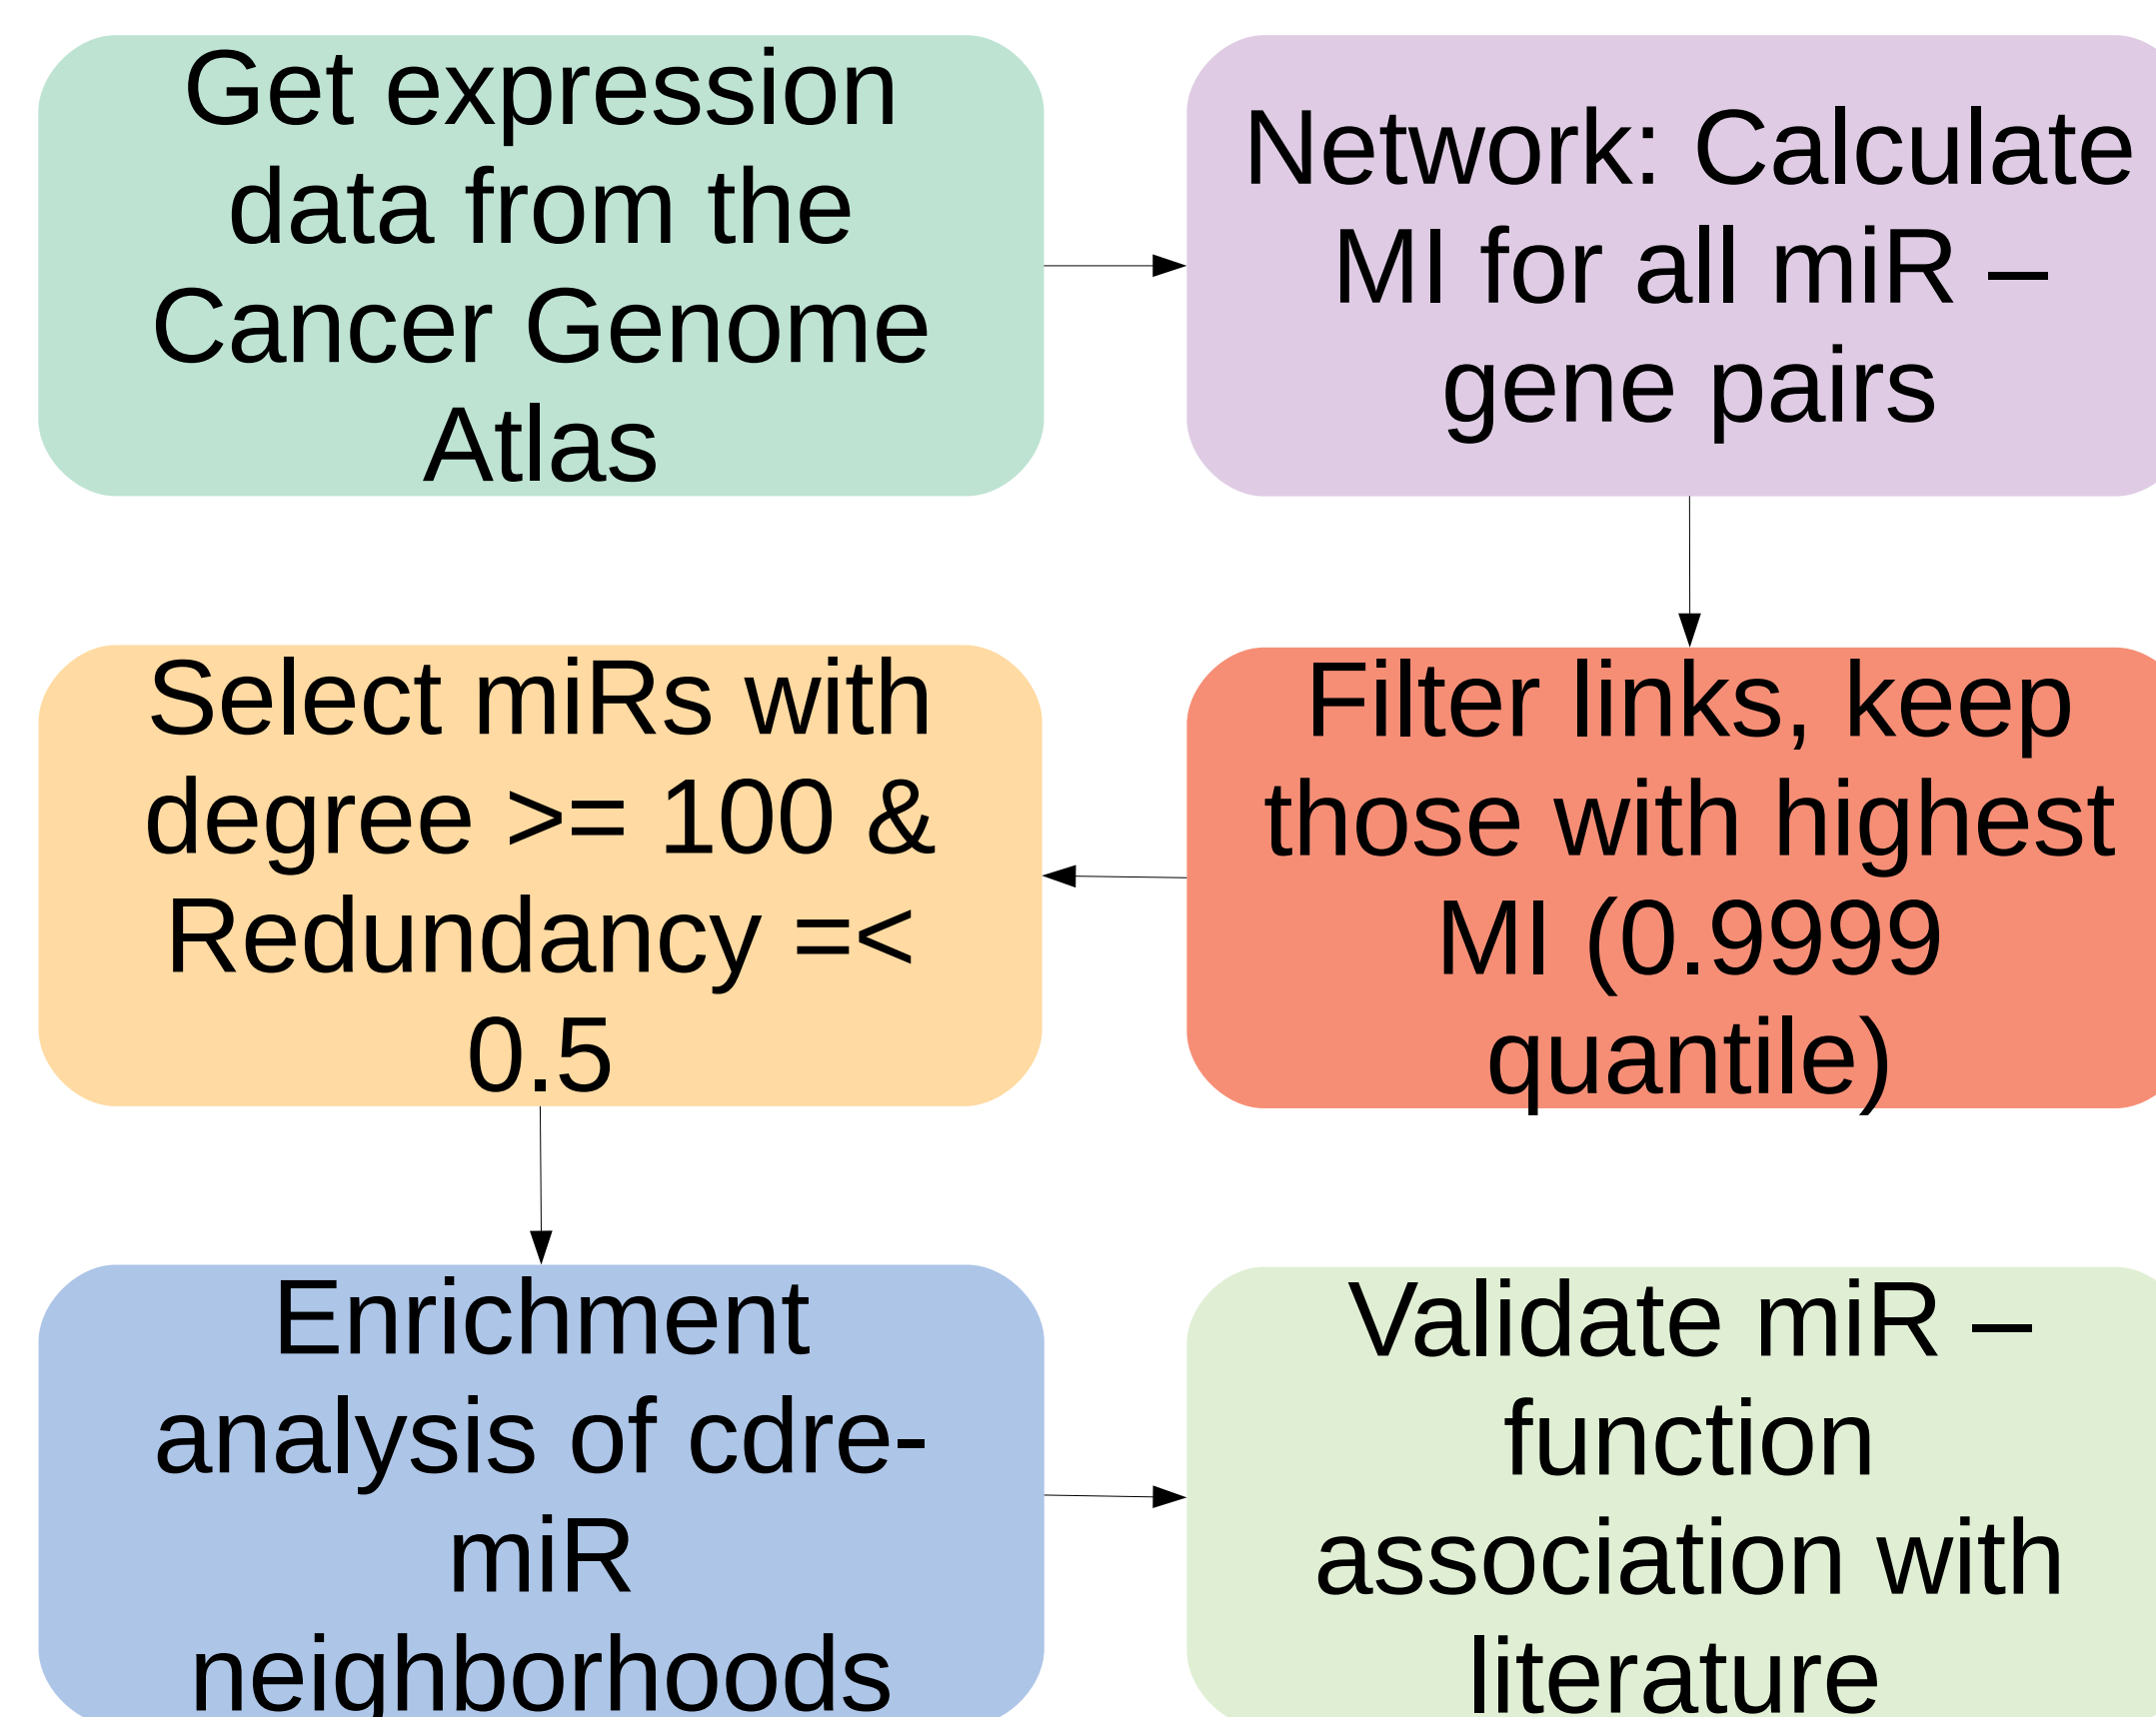 Get expression
data from the
Cancer Genome
Atlas
Network: Calculate
MI for all miR –
gene pairs
Filter links, keep
those with highest
MI (0.9999
quantile)
Select miRs with
degree >= 100 &
Redundancy =<
0.5
Enrichment
analysis of cdre-
miR
neighborhoods
Validate miR –
function
association with
literature